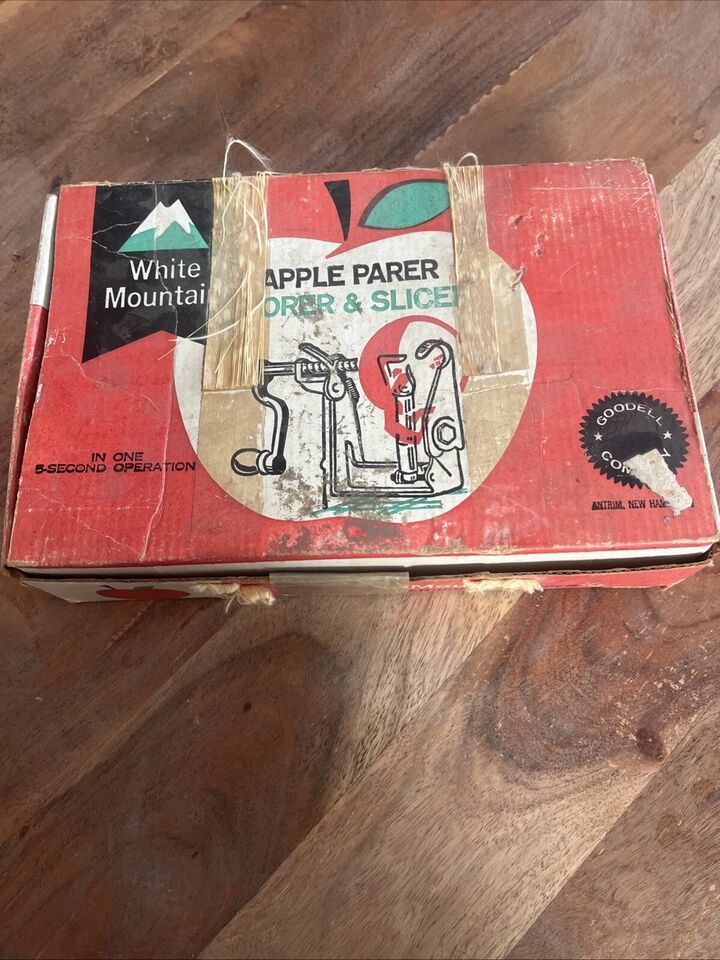 White
Mountai
APPLE PARER
ORER & SLICE
IN ONE
5-SECOND OPERATION
GOODELL
COM
ANTRIM, NEW HAM